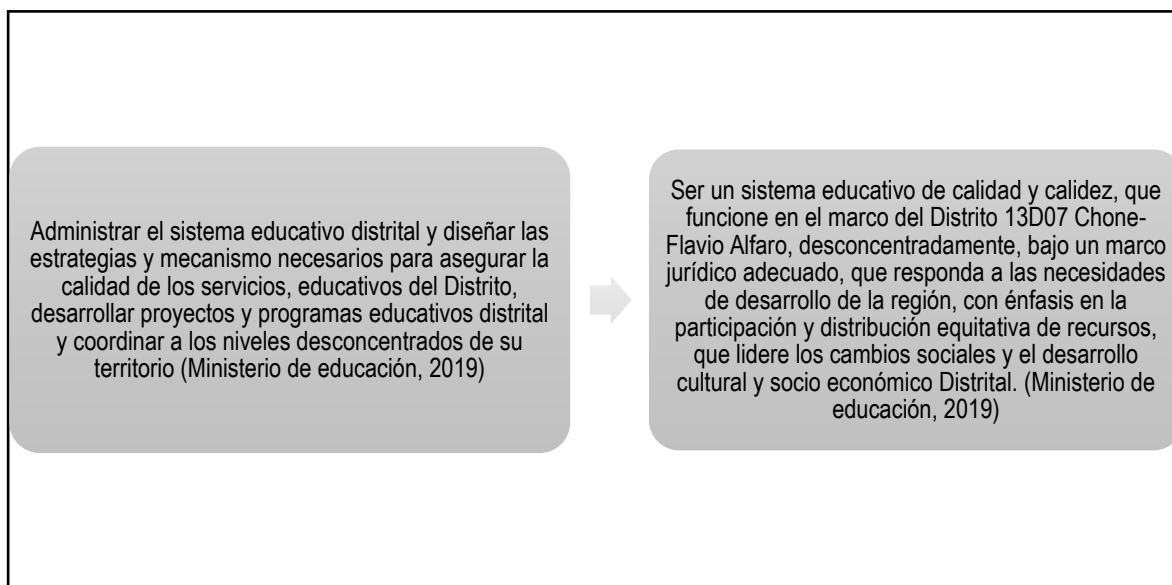 Administrar el sistema educativo distrital y diseñar las
estrategias y mecanismo necesarios para asegurar la
calidad de los servicios, educativos del Distrito,
desarrollar proyectos y programas educativos distrital
y coordinar a los niveles desconcentrados de su
territorio (Ministerio de educación, 2019)
Ser un sistema educativo de calidad y calidez, que
funcione en el marco del Distrito 13D07 Chone-
Flavio Alfaro, desconcentradamente, bajo un marco
jurídico adecuado, que responda a las necesidades
de desarrollo de la región, con énfasis en la
participación y distribución equitativa de recursos,
que lidere los cambios sociales y el desarrollo
cultural y socio económico Distrital. (Ministerio de
educación, 2019)